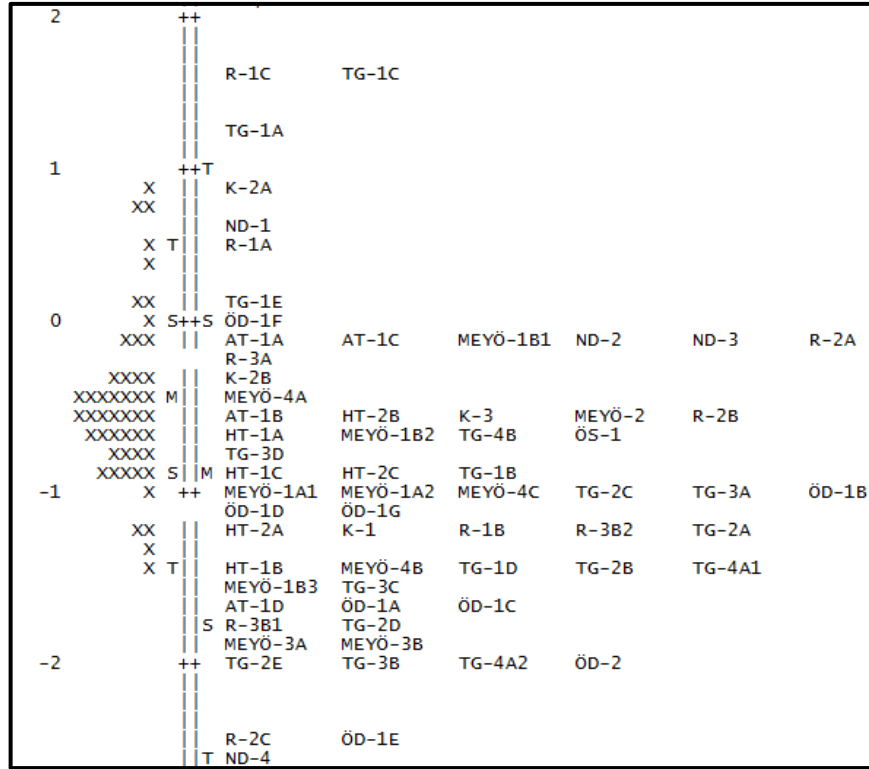 2 ++
||
||
|| R-1C TG-1C
||
||
|| TG-1A
||
1 ++T
X || K-2A
XX ||
|| ND-1
X T|| R-1A
X ||
||
XX || TG-1E
0 X S++S ÖD-1F
XXX || AT-1A AT-1C MEYÖ-1B1 ND-2 ND-3 R-2A
R-3A
XXXX || K-2B
XXXXXXX M|| MEYÖ-4A
XXXXXXX || AT-1B HT-2B K-3 MEYÖ-2 R-2B
XXXXXX || HT-1A MEYÖ-1B2 TG-4B ÖS-1
XXXX || TG-3D
XXXXX S||M HT-1C HT-2C TG-1B
-1 X ++ MEYÖ-1A1 MEYÖ-1A2 MEYÖ-4C TG-2C TG-3A ÖD-1B
ÖD-1D ÖD-1G
XX || HT-2A K-1 R-1B R-3B2 TG-2A
X ||
X T|| HT-1B MEYÖ-4B TG-1D TG-2B TG-4A1
|| MEYÖ-1B3 TG-3C
|| AT-1D ÖD-1A ÖD-1C
||S R-3B1 TG-2D
|| MEYÖ-3A MEYÖ-3B
-2 ++ TG-2E TG-3B TG-4A2 ÖD-2
||
||
||
|| R-2C ÖD-1E
||T ND-4